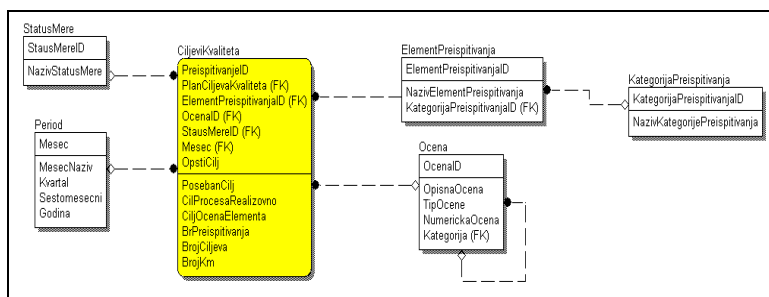 StatusMere
StausMereID
NazivStatusMere
Period
Mesec
MesecNaziv
Kvartal
Sestomesecni
Godina
CiljeviKvaliteta
PreispitivanjeID
PlanCiljevaKvaliteta (FK)
ElementPreispitivanjaID (FK)
OcenaID (FK)
StausMereID (FK)
Mesec (FK)
OpstiCilj
PosebanCilj
CilProcesaRealizovno
CiljOcenaElementa
BrPreispitivanja
BrojCiljeva
BrojKm
ElementPreispitivanja
ElementPreispitivanjaID
NazivElementPreispitivanja
KategorijaPreispitivanjaID (FK)
Ocena
OcenaID
OpisnaOcena
TipOcene
NumerickaOcena
Kategorija (FK)
KategorijaPreispitivanja
KategorijaPreispitivanjaID
NazivKategorijePreispitivanja